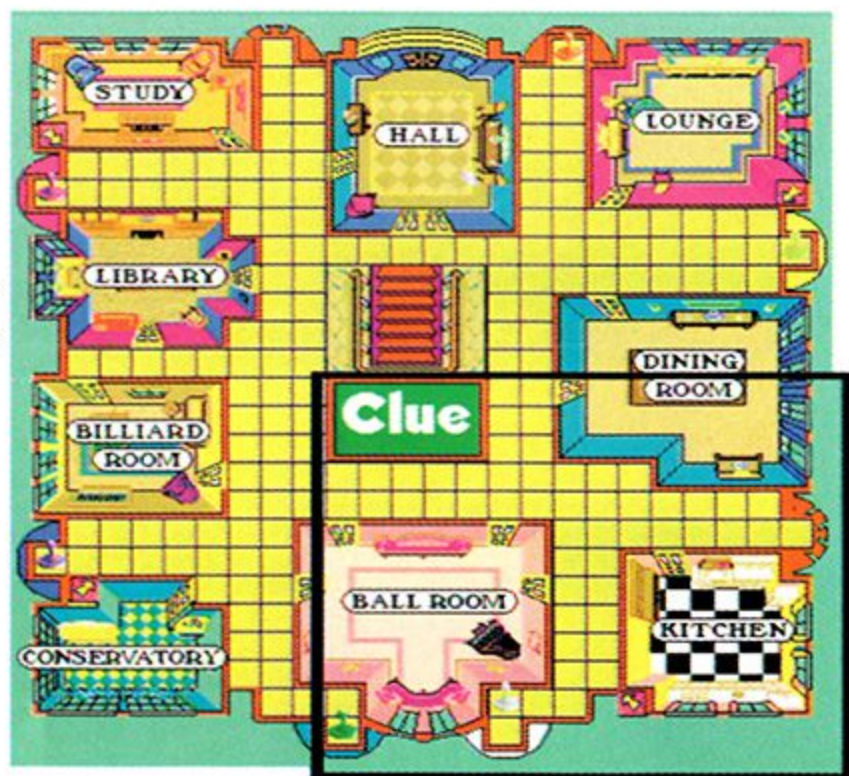 STUDY
HALL
LOUNGE
LIBRARY
DINING
ROOM
Clue
BILLIARD
ROOM
BALL ROOM
KITCHEN
CONSERVATORY